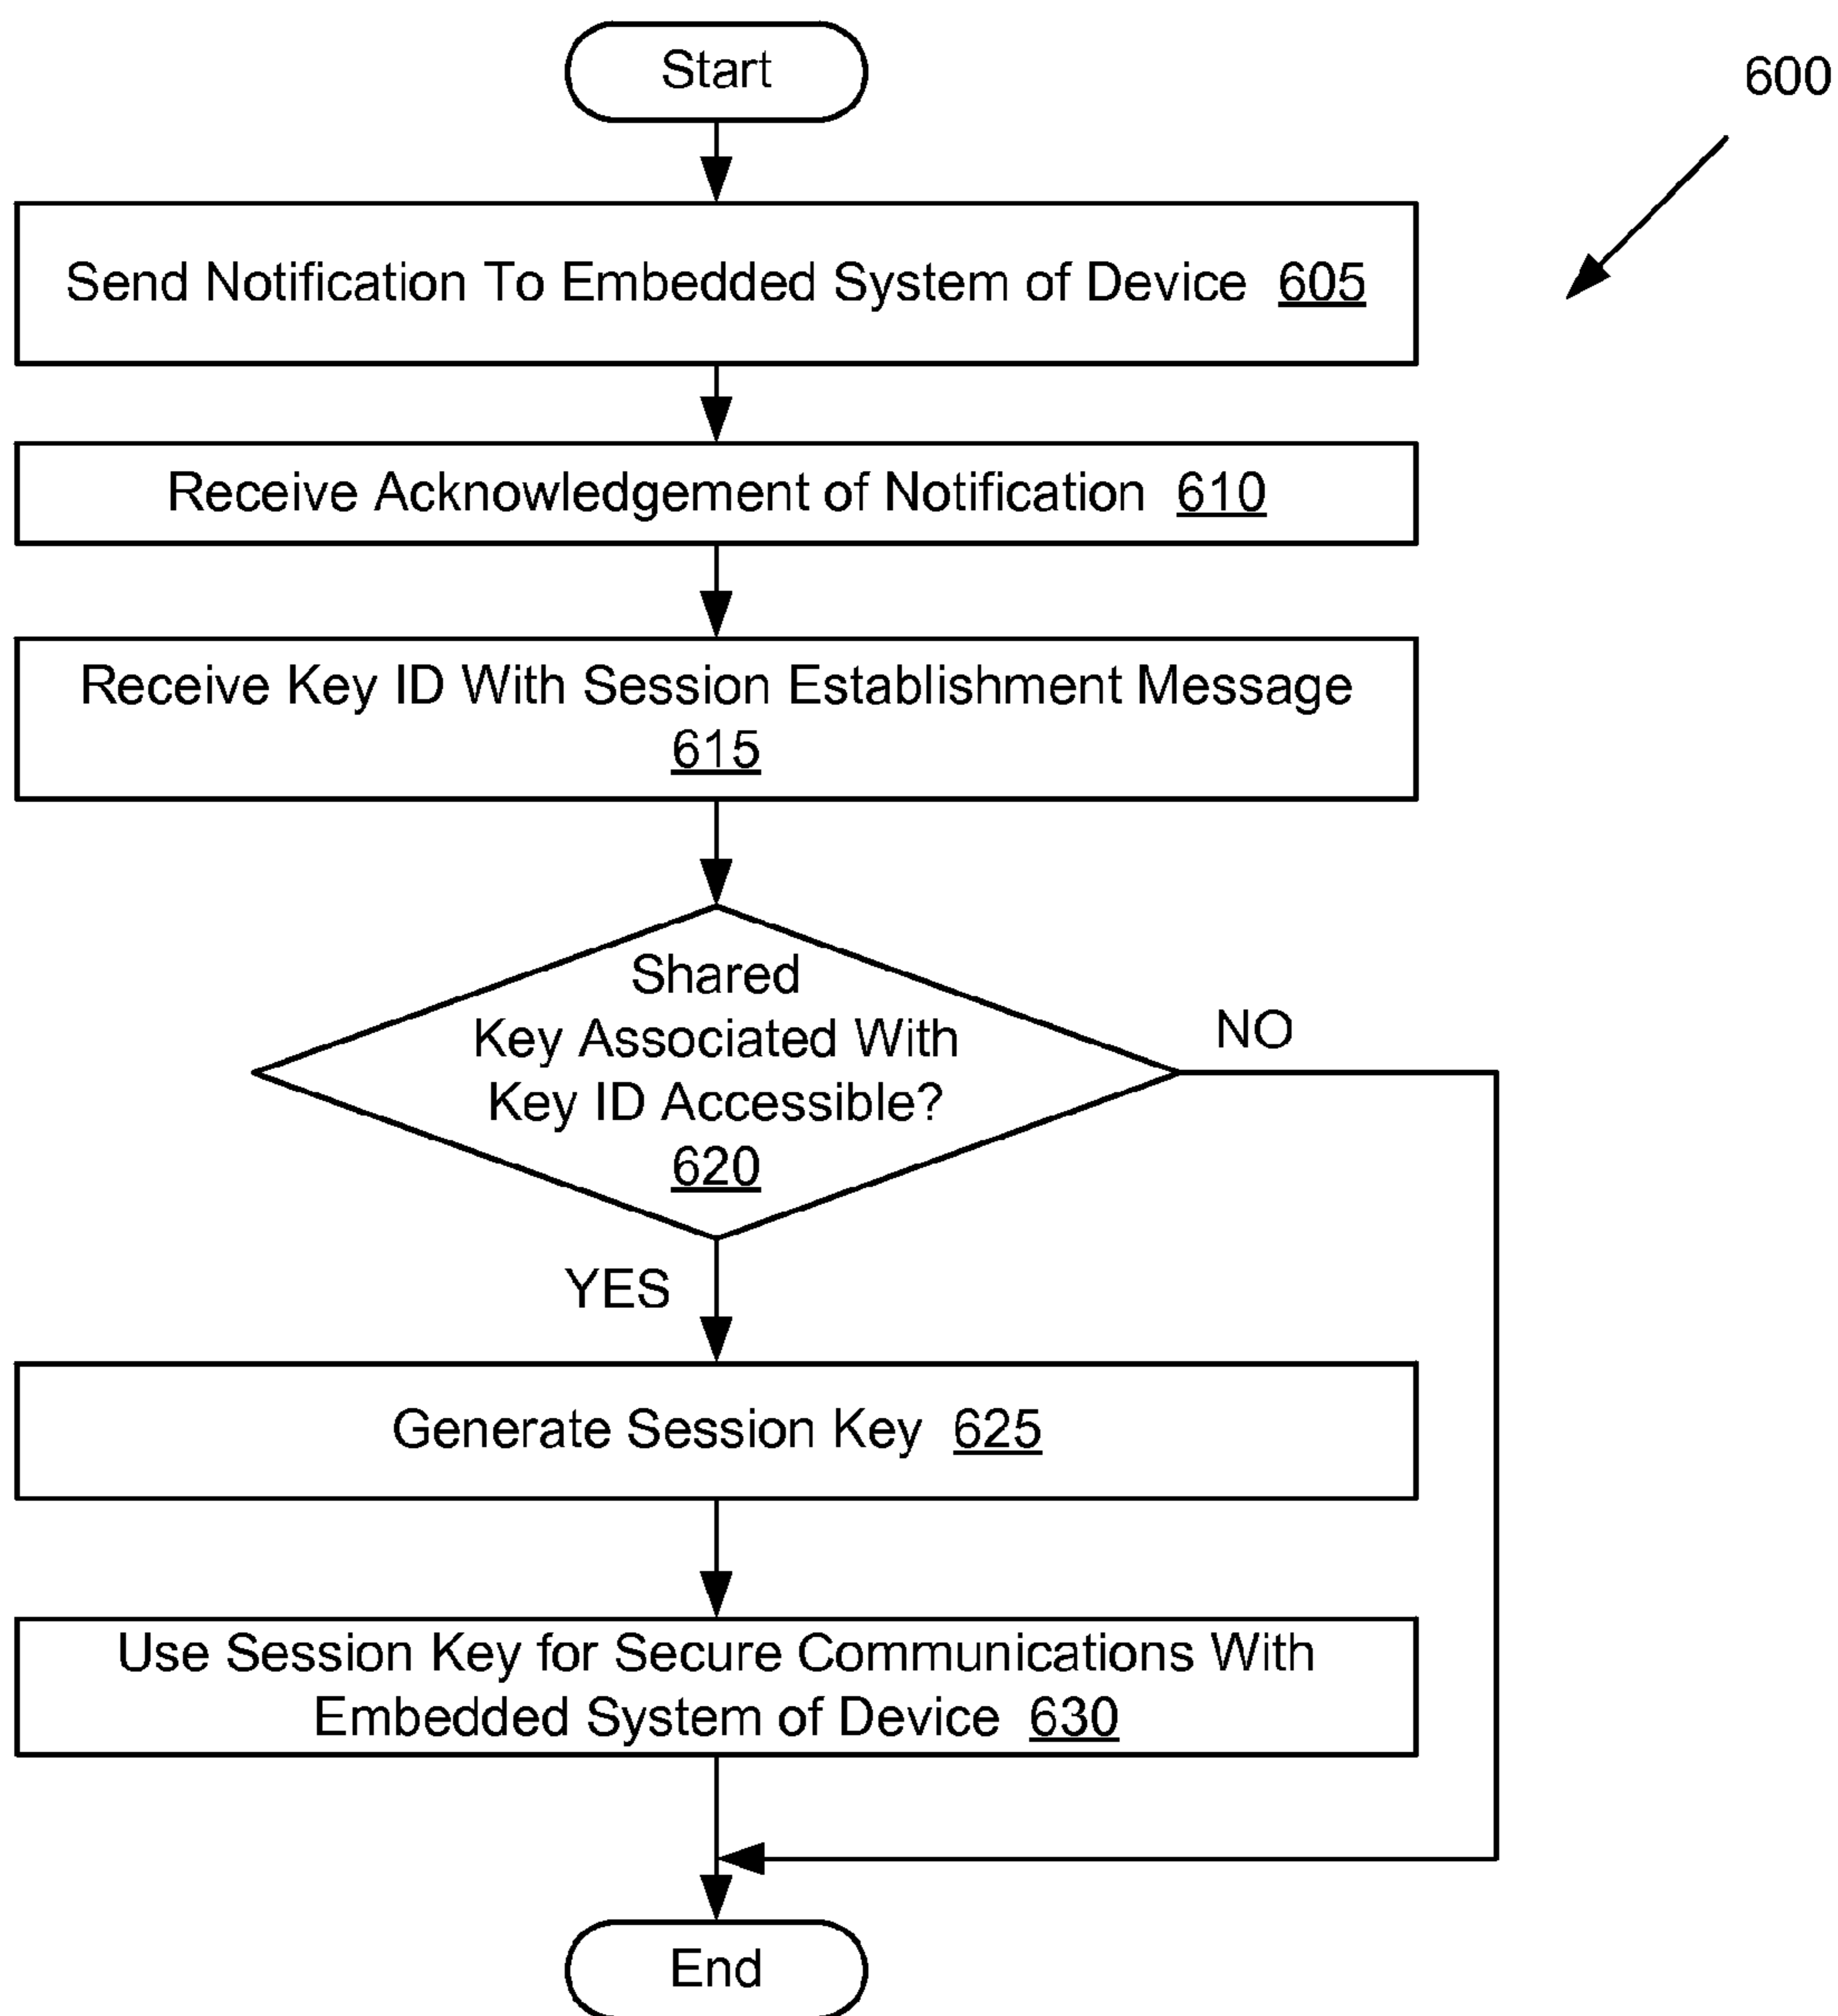 Start
600
Send Notification To Embedded System of Device 605
Receive Acknowledgement of Notification 610
Receive Key ID With Session Establishment Message
615
Shared
Key Associated With
Key ID Accessible?
620
NO
YES
Generate Session Key 625
Use Session Key for Secure Communications With
Embedded System of Device 630
End